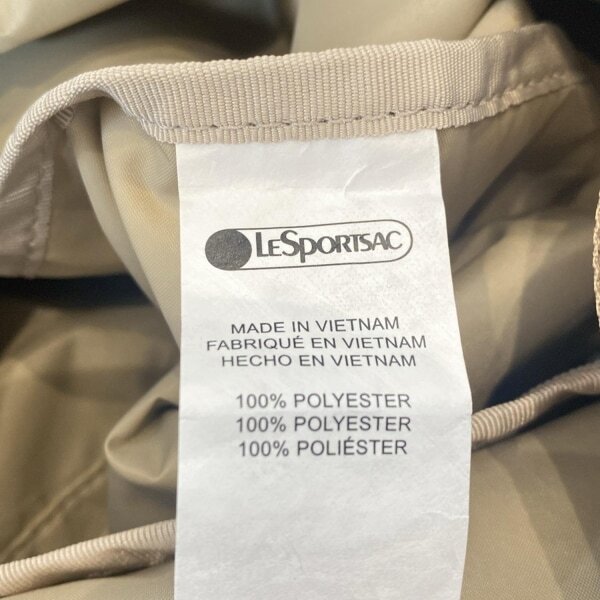 LESPORTSAC
MADE IN VIETNAM
FABRIQUÉ EN VIETNAM
HECHO EN VIETNAM
100% POLYESTER
100% POLYESTER
100% POLIÉSTER